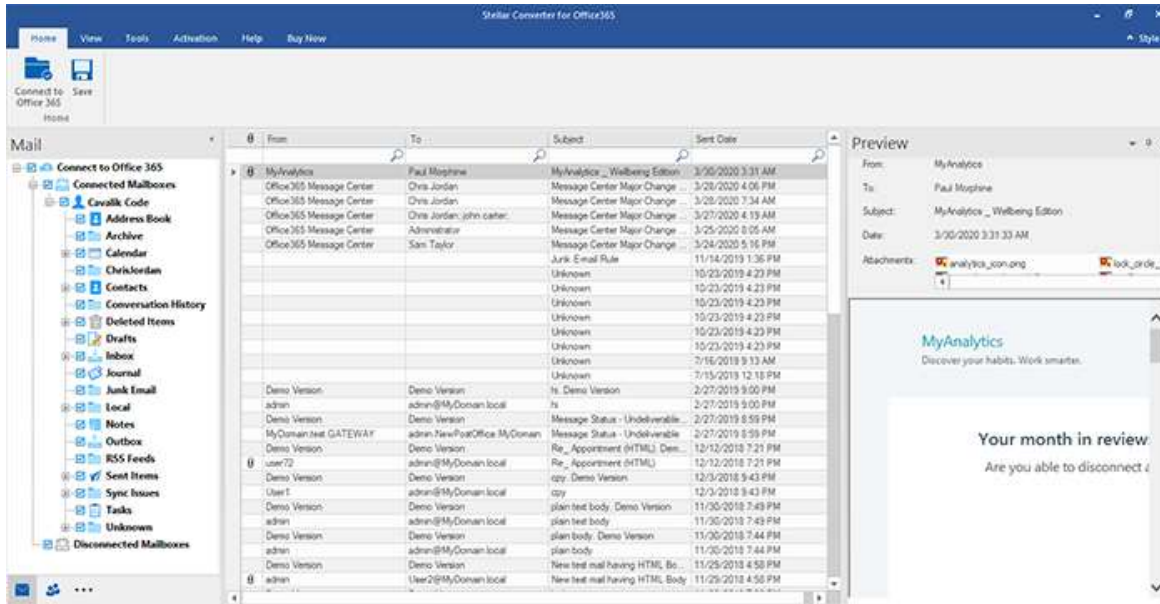 Stellar Converter for Office365
Home View Tools Activation Help Buy Now
Style
Connect to Office 365 Save
Home
Mail
Connect to Office 365
Connected Mailboxes
Cavalik Code
Address Book
Archive
Calendar
ChrisJordan
Contacts
Conversation History
Deleted Items
Drafts
Inbox
Journal
Junk Email
Local
Notes
Outbox
RSS Feeds
Sent Items
Sync Issues
Tasks
Unknown
Disconnected Mailboxes
From To Subject Sent Date
MyAnalytics Paul Morphine MyAnalytics _ Wellbeing Edition 3/30/2020 3:31 AM
Office365 Message Center Chris Jordan Message Center Major Change ... 3/28/2020 4:06 PM
Office365 Message Center Chris Jordan Message Center Major Change ... 3/28/2020 7:34 AM
Office365 Message Center Chris Jordan; john carter; Message Center Major Change ... 3/27/2020 4:19 AM
Office365 Message Center Administrator Message Center Major Change ... 3/25/2020 8:05 AM
Office365 Message Center Sam Taylor Message Center Major Change ... 3/24/2020 5:16 PM
Junk E-mail Rule 11/14/2019 1:36 PM
Unknown 10/23/2019 4:23 PM
Unknown 10/23/2019 4:23 PM
Unknown 10/23/2019 4:23 PM
Unknown 10/23/2019 4:23 PM
Unknown 10/23/2019 4:23 PM
Unknown 10/23/2019 4:23 PM
Unknown 7/16/2019 9:13 AM
Unknown 7/15/2019 12:18 PM
Demo Version Demo Version hi. Demo Version 2/27/2019 9:00 PM
admin admin@MyDomain.local hi 2/27/2019 9:00 PM
Demo Version Demo Version Message Status - Undeliverable... 2/27/2019 8:59 PM
MyDomain.test GATEWAY admin.NewPostOffice.MyDomain Message Status - Undeliverable 2/27/2019 8:59 PM
Demo Version Demo Version Re_ Appointment (HTML). Dem... 12/12/2018 7:21 PM
user72 admin@MyDomain.local Re_ Appointment (HTML) 12/12/2018 7:21 PM
Demo Version Demo Version cpy. Demo Version 12/3/2018 9:43 PM
User1 admin@MyDomain.local cpy 12/3/2018 9:43 PM
Demo Version Demo Version plain text body. Demo Version 11/30/2018 7:49 PM
admin admin@MyDomain.local plain text body 11/30/2018 7:49 PM
Demo Version Demo Version plain body. Demo Version 11/30/2018 7:44 PM
admin admin@MyDomain.local plain body 11/30/2018 7:44 PM
Demo Version Demo Version New test mail having HTML Bo... 11/29/2018 4:58 PM
admin User2@MyDomain.local New test mail having HTML Body 11/29/2018 4:58 PM
Preview
From: MyAnalytics
To: Paul Morphine
Subject: MyAnalytics _ Wellbeing Edition
Date: 3/30/2020 3:31:33 AM
Attachments: analytics_icon.png lock_circle_
MyAnalytics
Discover your habits. Work smarter.
Your month in review:
Are you able to disconnect